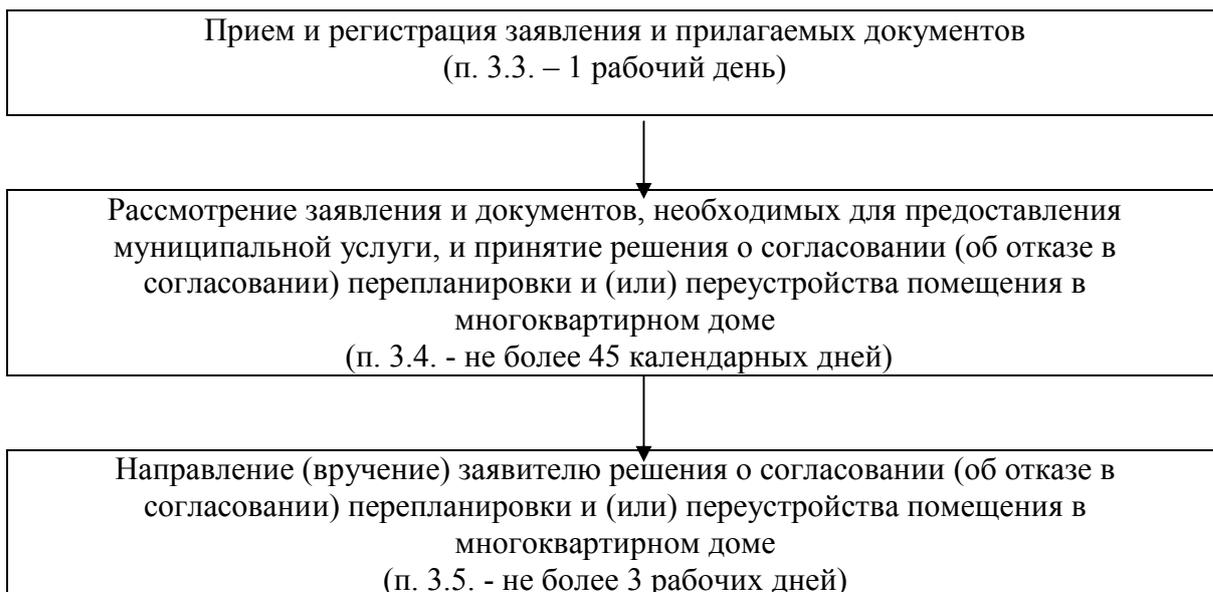 Прием и регистрация заявления и прилагаемых документов
(п. 3.3. – 1 рабочий день)
Рассмотрение заявления и документов, необходимых для предоставления
муниципальной услуги, и принятие решения о согласовании (об отказе в
согласовании) перепланировки и (или) переустройства помещения в
многоквартирном доме
(п. 3.4. - не более 45 календарных дней)
Направление (вручение) заявителю решения о согласовании (об отказе в
согласовании) перепланировки и (или) переустройства помещения в
многоквартирном доме
(п. 3.5. - не более 3 рабочих дней)